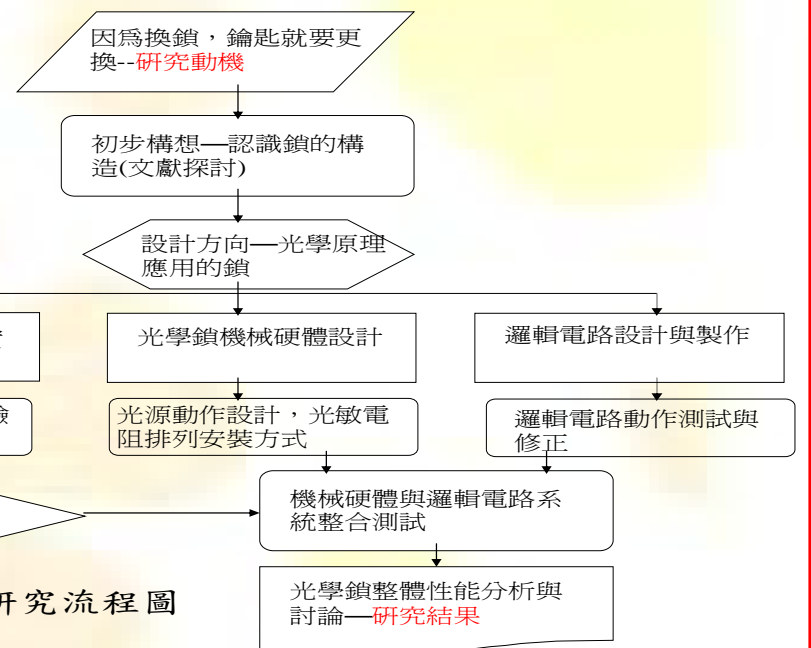 因為換鎖，鑰匙就要更
換--研究動機
初步構想—認識鎖的構
造(文獻探討)
設計方向—光學原理
應用的鎖
光學鎖機械硬體設計
邏輯電路設計與製作
光源動作設計，光敏電
阻排列安裝方式
邏輯電路動作測試與
修正
機械硬體與邏輯電路系
統整合測試
光學鎖整體性能分析與
討論—研究結果
研究流程圖